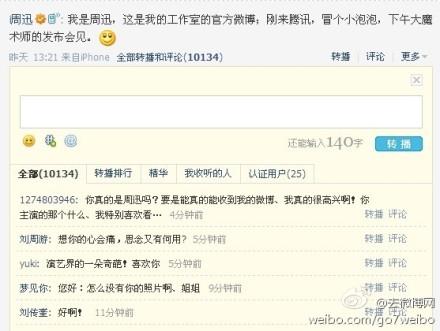 周迅: 我是周迅，这是我的工作室的官方微博；刚来腾讯，冒个小泡泡，下午大魔
术师的发布会见。
昨天 13:21 来自iPhone 全部转播和评论(10134) 转播 评论 更多
还能输入140字 转播
全部(10134) 转播排行 精华 我收听的人 认证用户(25)
1274803946: 你真的是周迅吗？要是能真的能收到我的微博、我真的很高兴啊！你
主演的那个什么、我特别喜欢看… 4分钟前 转播 评论
刘周游: 想你的心会痛，思念又有何用？ 5分钟前 转播 评论
yuki: 演艺界的一朵奇葩！喜欢你 5分钟前 转播 评论
梦见你: 您好：怎么没有你的照片啊、姐姐 9分钟前 转播 评论
刘传奎: 好啊！ 11分钟前
@去微博网
weibo.com/go7weibo